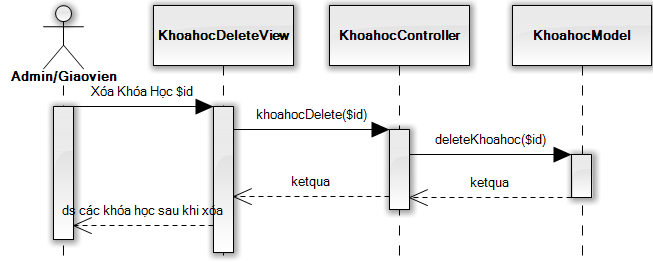 KhoahocDeleteView
KhoahocController
KhoahocModel
Admin/Giaovien
Xóa Khóa Học $id
khoahocDelete($id)
deleteKhoahoc($id)
ketqua
ketqua
ds các khóa học sau khi xóa